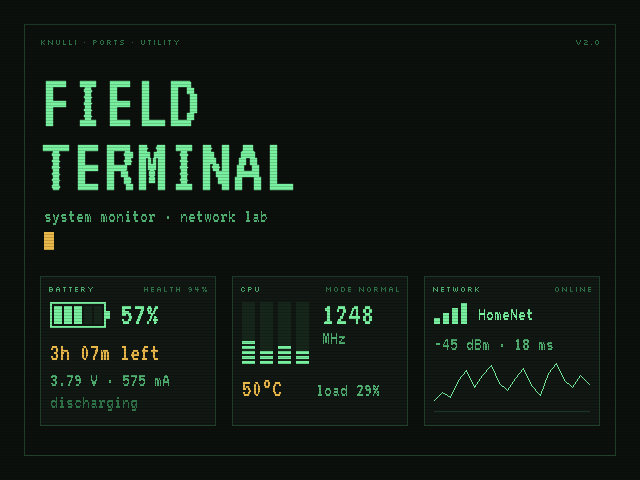 KNULLI · PORTS · UTILITY
V2.0
FIELD
TERMINAL
system monitor · network lab
BATTERY
HEALTH 94%
57%
3h 07m left
3.79 V · 575 mA
discharging
CPU
MODE NORMAL
1248
MHz
50°C
load 29%
NETWORK
ONLINE
HomeNet
-45 dBm · 18 ms